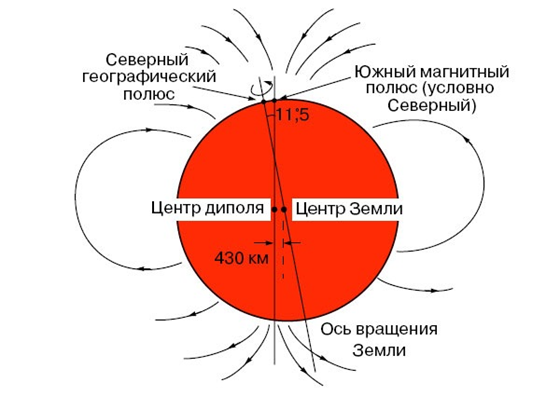 Северный
географический
полюс
Южный магнитный
полюс (условно
Северный)
11°,5
Центр диполя
Центр Земли
430 км
Ось вращения
Земли